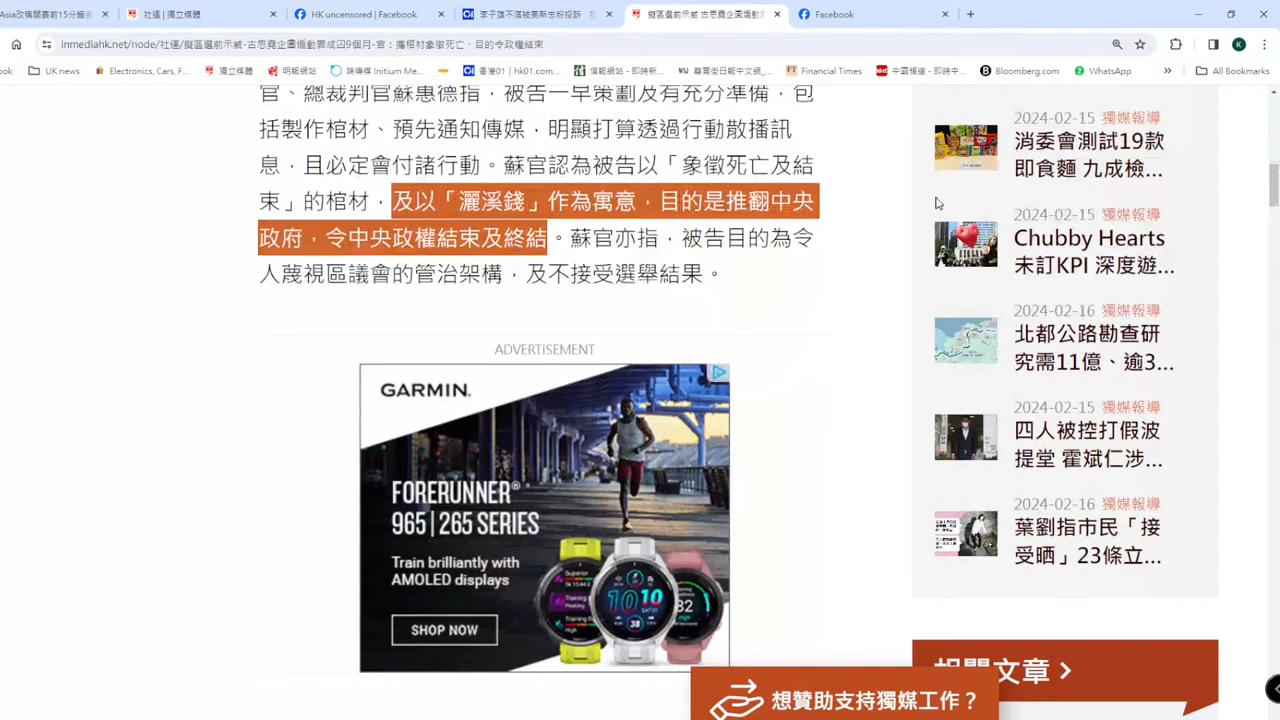 Asia改稱開賽前15分鐘
社運 | 獨立媒體
HK uncensored | Facebook
李子雄不滿被美斯忠粉投訴
擬區選前示威 古思堯企圖煽動
Facebook
inmediahk.net/node/社運/擬區選前示威-古思堯企圖煽動罪成囚9個月-官：攜棺材象徵死亡、目的令政權結束
ook
UK news
Electronics, Cars, F...
獨立媒體
明報網站
端傳媒 Initium Me...
香港01 | hk01.com...
信報網站 - 即時新...
華爾街日報中文網_...
Financial Times
中國報道 - 即時中...
Bloomberg.com
WhatsApp
All Bookmarks
官、總裁判官蘇惠德指，被告一早策劃及有充分準備，包
括製作棺材、預先通知傳媒，明顯打算透過行動散播訊
息，且必定會付諸行動。蘇官認為被告以「象徵死亡及結
束」的棺材，及以「灑溪錢」作為寓意，目的是推翻中央
政府，令中央政權結束及終結。蘇官亦指，被告目的為令
人蔑視區議會的管治架構，及不接受選舉結果。
ADVERTISEMENT
GARMIN.
FORERUNNER®
965 | 265 SERIES
Train brilliantly with
AMOLED displays
SHOP NOW
2024-02-15 獨媒報導
消委會測試19款
即食麵 九成檢...
2024-02-15 獨媒報導
Chubby Hearts
未訂KPI 深度遊...
2024-02-16 獨媒報導
北都公路勘查研
究需11億、逾3...
2024-02-15 獨媒報導
四人被控打假波
提堂 霍斌仁涉...
2024-02-16 獨媒報導
葉劉指市民「接
受晒」23條立...
相關文章
想贊助支持獨媒工作？